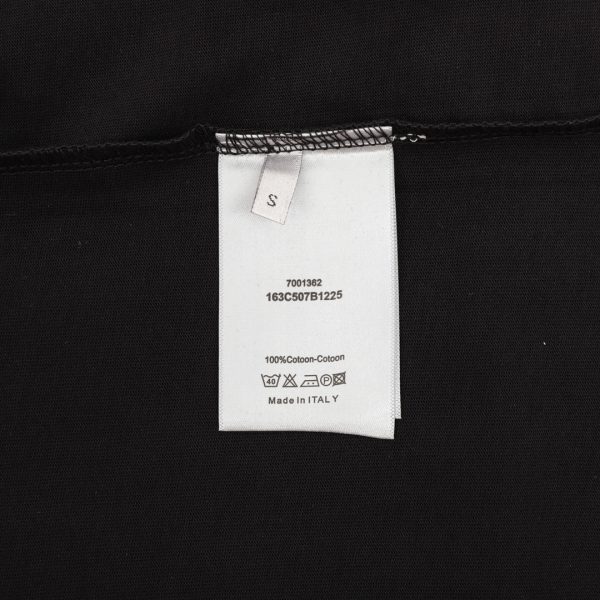 S
7001362
163C507B1225
100%Cotoon-Cotoon
40 P
Made in ITALY